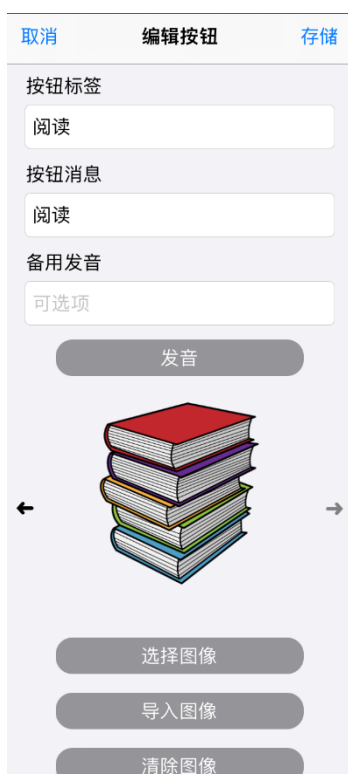 取消 编辑按钮 存储
按钮标签
阅读
按钮消息
阅读
备用发音
可选项
发音
选择图像
导入图像
清除图像